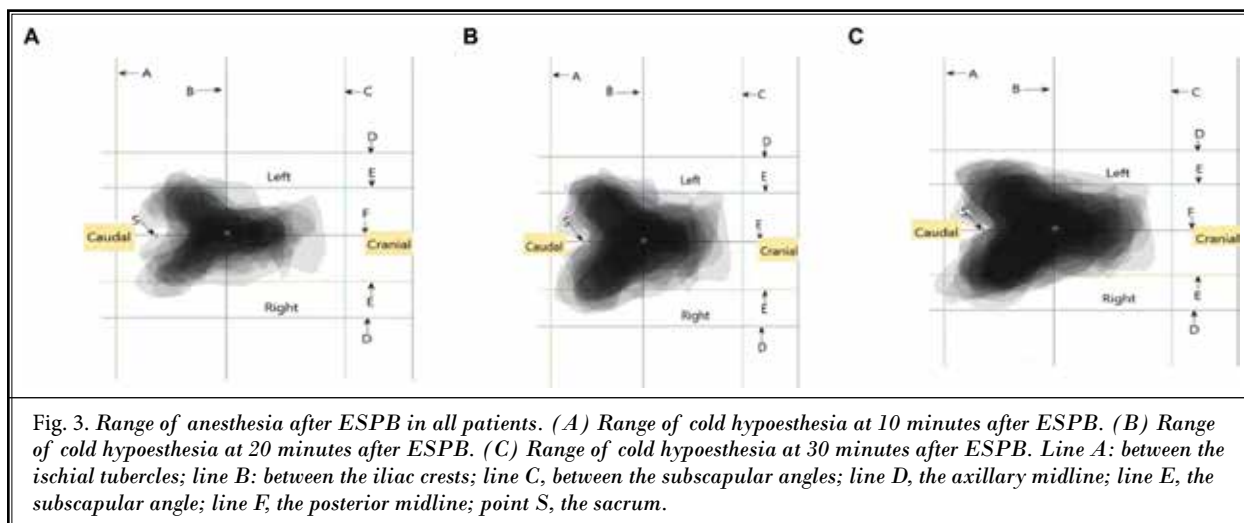 A
B
C
A
B
C
D
E
Left
F
S
Caudal
Cranial
Right
E
D
A
B
C
D
E
Left
F
S
Caudal
Cranial
Right
E
D
A
B
C
D
E
Left
F
S
Caudal
Cranial
Right
E
D
Fig. 3. Range of anesthesia after ESPB in all patients. (A) Range of cold hypoesthesia at 10 minutes after ESPB. (B) Range
of cold hypoesthesia at 20 minutes after ESPB. (C) Range of cold hypoesthesia at 30 minutes after ESPB. Line A: between the
ischial tubercles; line B: between the iliac crests; line C, between the subscapular angles; line D, the axillary midline; line E, the
subscapular angle; line F, the posterior midline; point S, the sacrum.